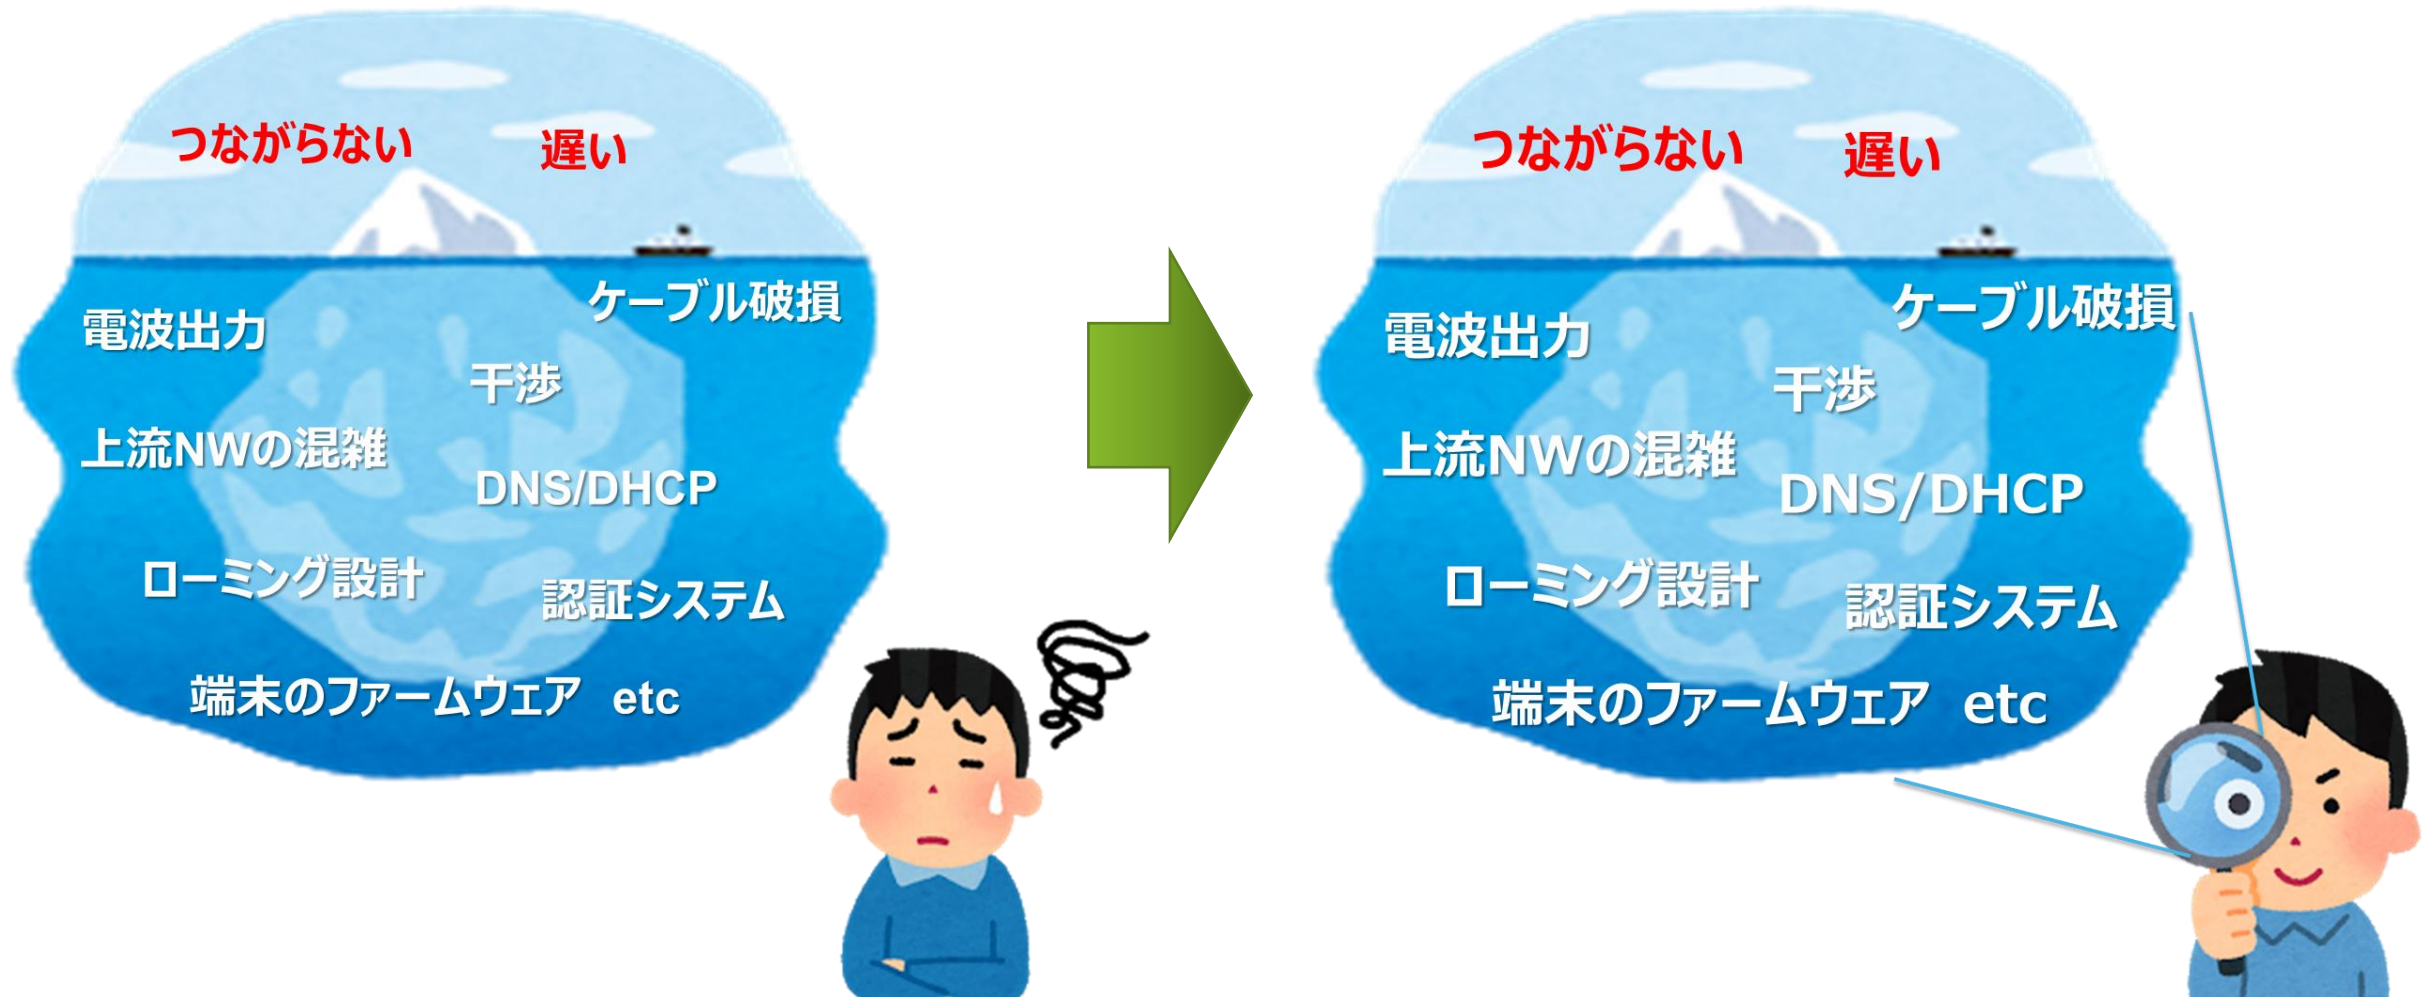 つながらない
遅い
電波出力
ケーブル破損
干渉
上流NWの混雑
DNS/DHCP
ローミング設計
認証システム
端末のファームウェア etc
つながらない
遅い
電波出力
ケーブル破損
干渉
上流NWの混雑
DNS/DHCP
ローミング設計
認証システム
端末のファームウェア etc